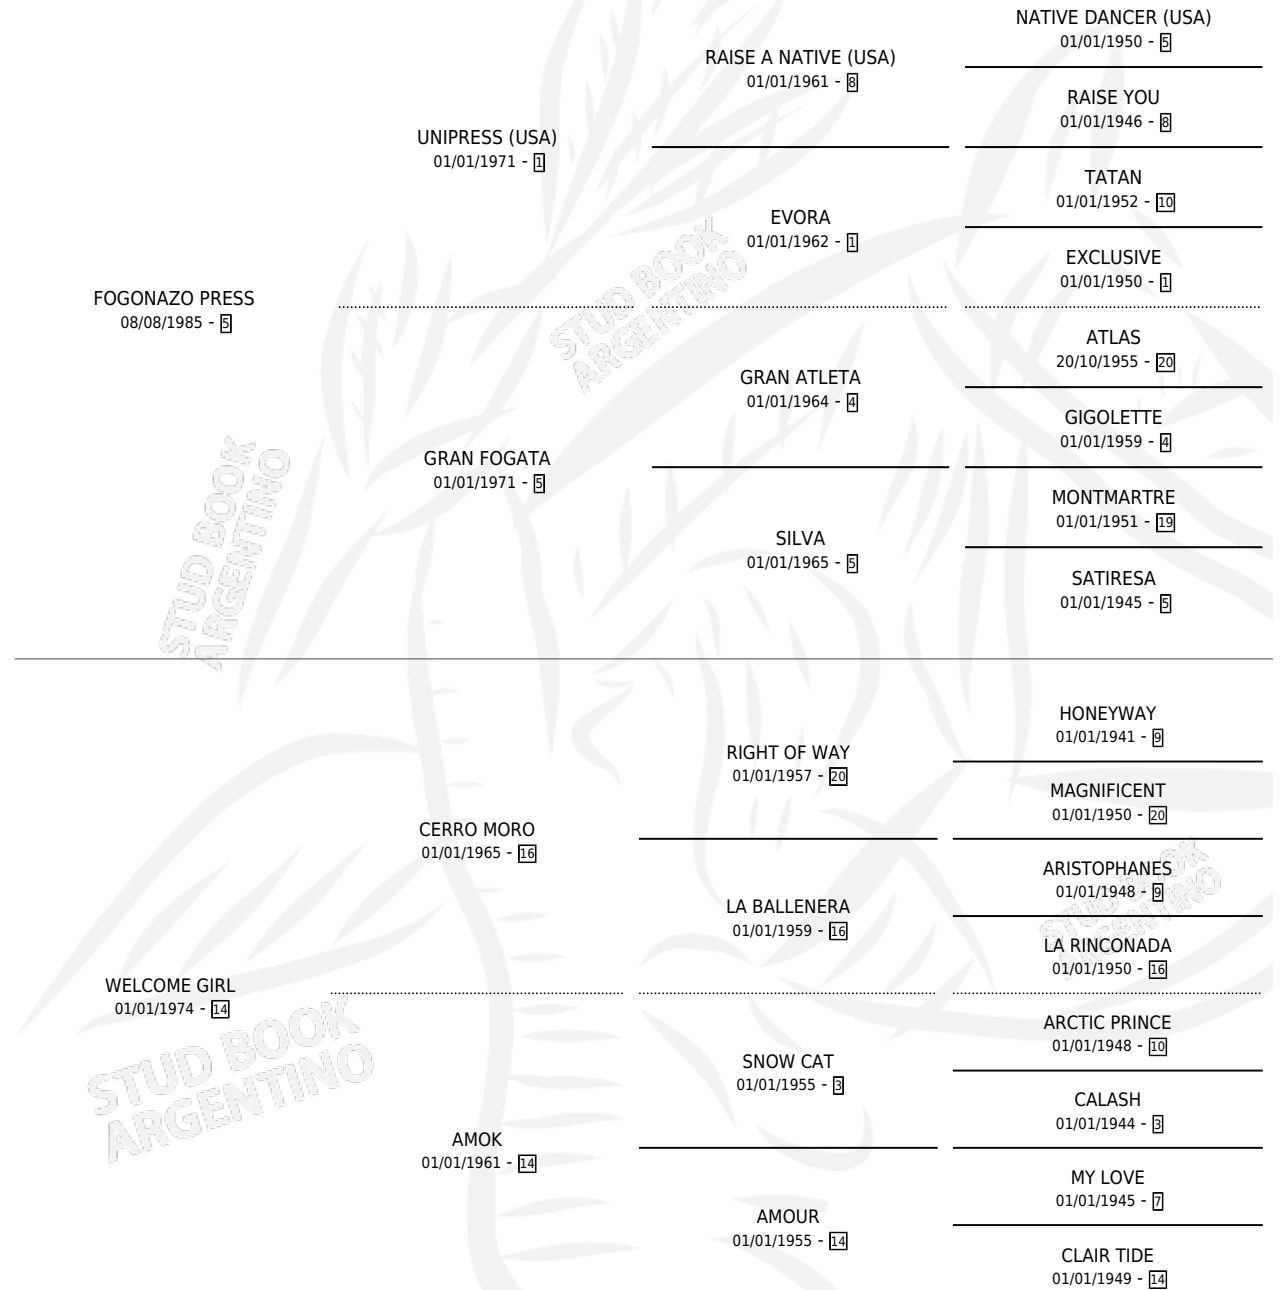 NATIVE DANCER (USA)
01/01/1950 - 5
RAISE A NATIVE (USA)
01/01/1961 - 8
RAISE YOU
01/01/1946 - 8
UNIPRESS (USA)
01/01/1971 - 1
TATAN
01/01/1952 - 10
EVORA
01/01/1962 - 1
EXCLUSIVE
01/01/1950 - 1
FOGONAZO PRESS
08/08/1985 - 5
ATLAS
20/10/1955 - 20
GRAN ATLETA
01/01/1964 - 4
GIGOLETTE
01/01/1959 - 4
GRAN FOGATA
01/01/1971 - 5
MONTMARTRE
01/01/1951 - 19
SILVA
01/01/1965 - 5
SATIRESA
01/01/1945 - 5
HONEYWAY
01/01/1941 - 9
RIGHT OF WAY
01/01/1957 - 20
MAGNIFICENT
01/01/1950 - 20
CERRO MORO
01/01/1965 - 16
ARISTOPHANES
01/01/1948 - 9
LA BALLENERA
01/01/1959 - 16
LA RINCONADA
01/01/1950 - 16
WELCOME GIRL
01/01/1974 - 14
ARCTIC PRINCE
01/01/1948 - 10
SNOW CAT
01/01/1955 - 3
CALASH
01/01/1944 - 3
AMOK
01/01/1961 - 14
MY LOVE
01/01/1945 - 7
AMOUR
01/01/1955 - 14
CLAIR TIDE
01/01/1949 - 14
STUD BOOK
ARGENTINO
STUD BOOK
ARGENTINO
STUD BOOK
ARGENTINO
STUD BOOK
ARGENTINO